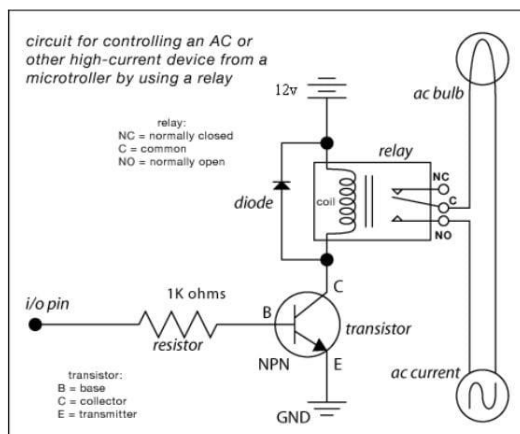 circuit for controlling an AC or
other high-current device from a
microtroller by using a relay
12v
ac bulb
relay:
NC = normally closed
C = common
NO = normally open
relay
NC
C
NO
coil
diode
C
i/o pin
1K ohms
B
resistor
transistor
NPN
E
ac current
transistor:
B = base
C = collector
E = transmitter
GND